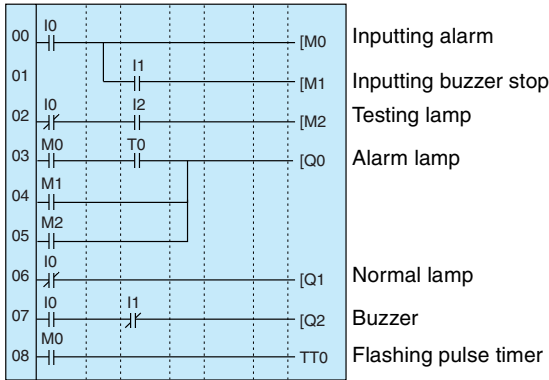 I0
00 [M0 Inputting alarm
I1
01 [M1 Inputting buzzer stop
I0 I2
02 [M2 Testing lamp
M0 T0
03 [Q0 Alarm lamp
M1
04
M2
05
I0
06 [Q1 Normal lamp
I0 I1
07 [Q2 Buzzer
M0
08 TT0 Flashing pulse timer